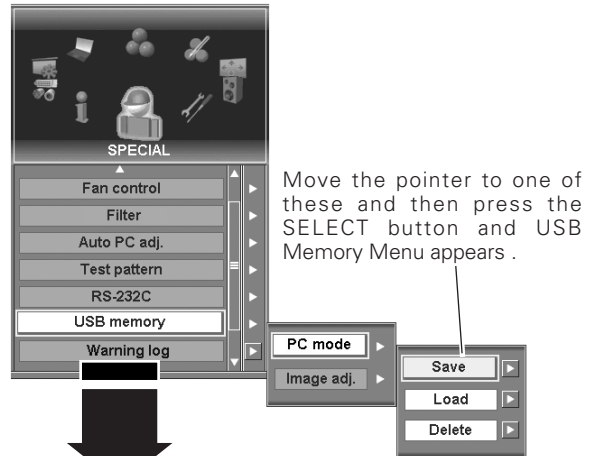 SPECIAL
Fan control
Filter
Auto PC adj.
Test pattern
RS-232C
USB memory
Warning log
Move the pointer to one of
these and then press the
SELECT button and USB
Memory Menu appears .
PC mode
Image adj.
Save
Load
Delete